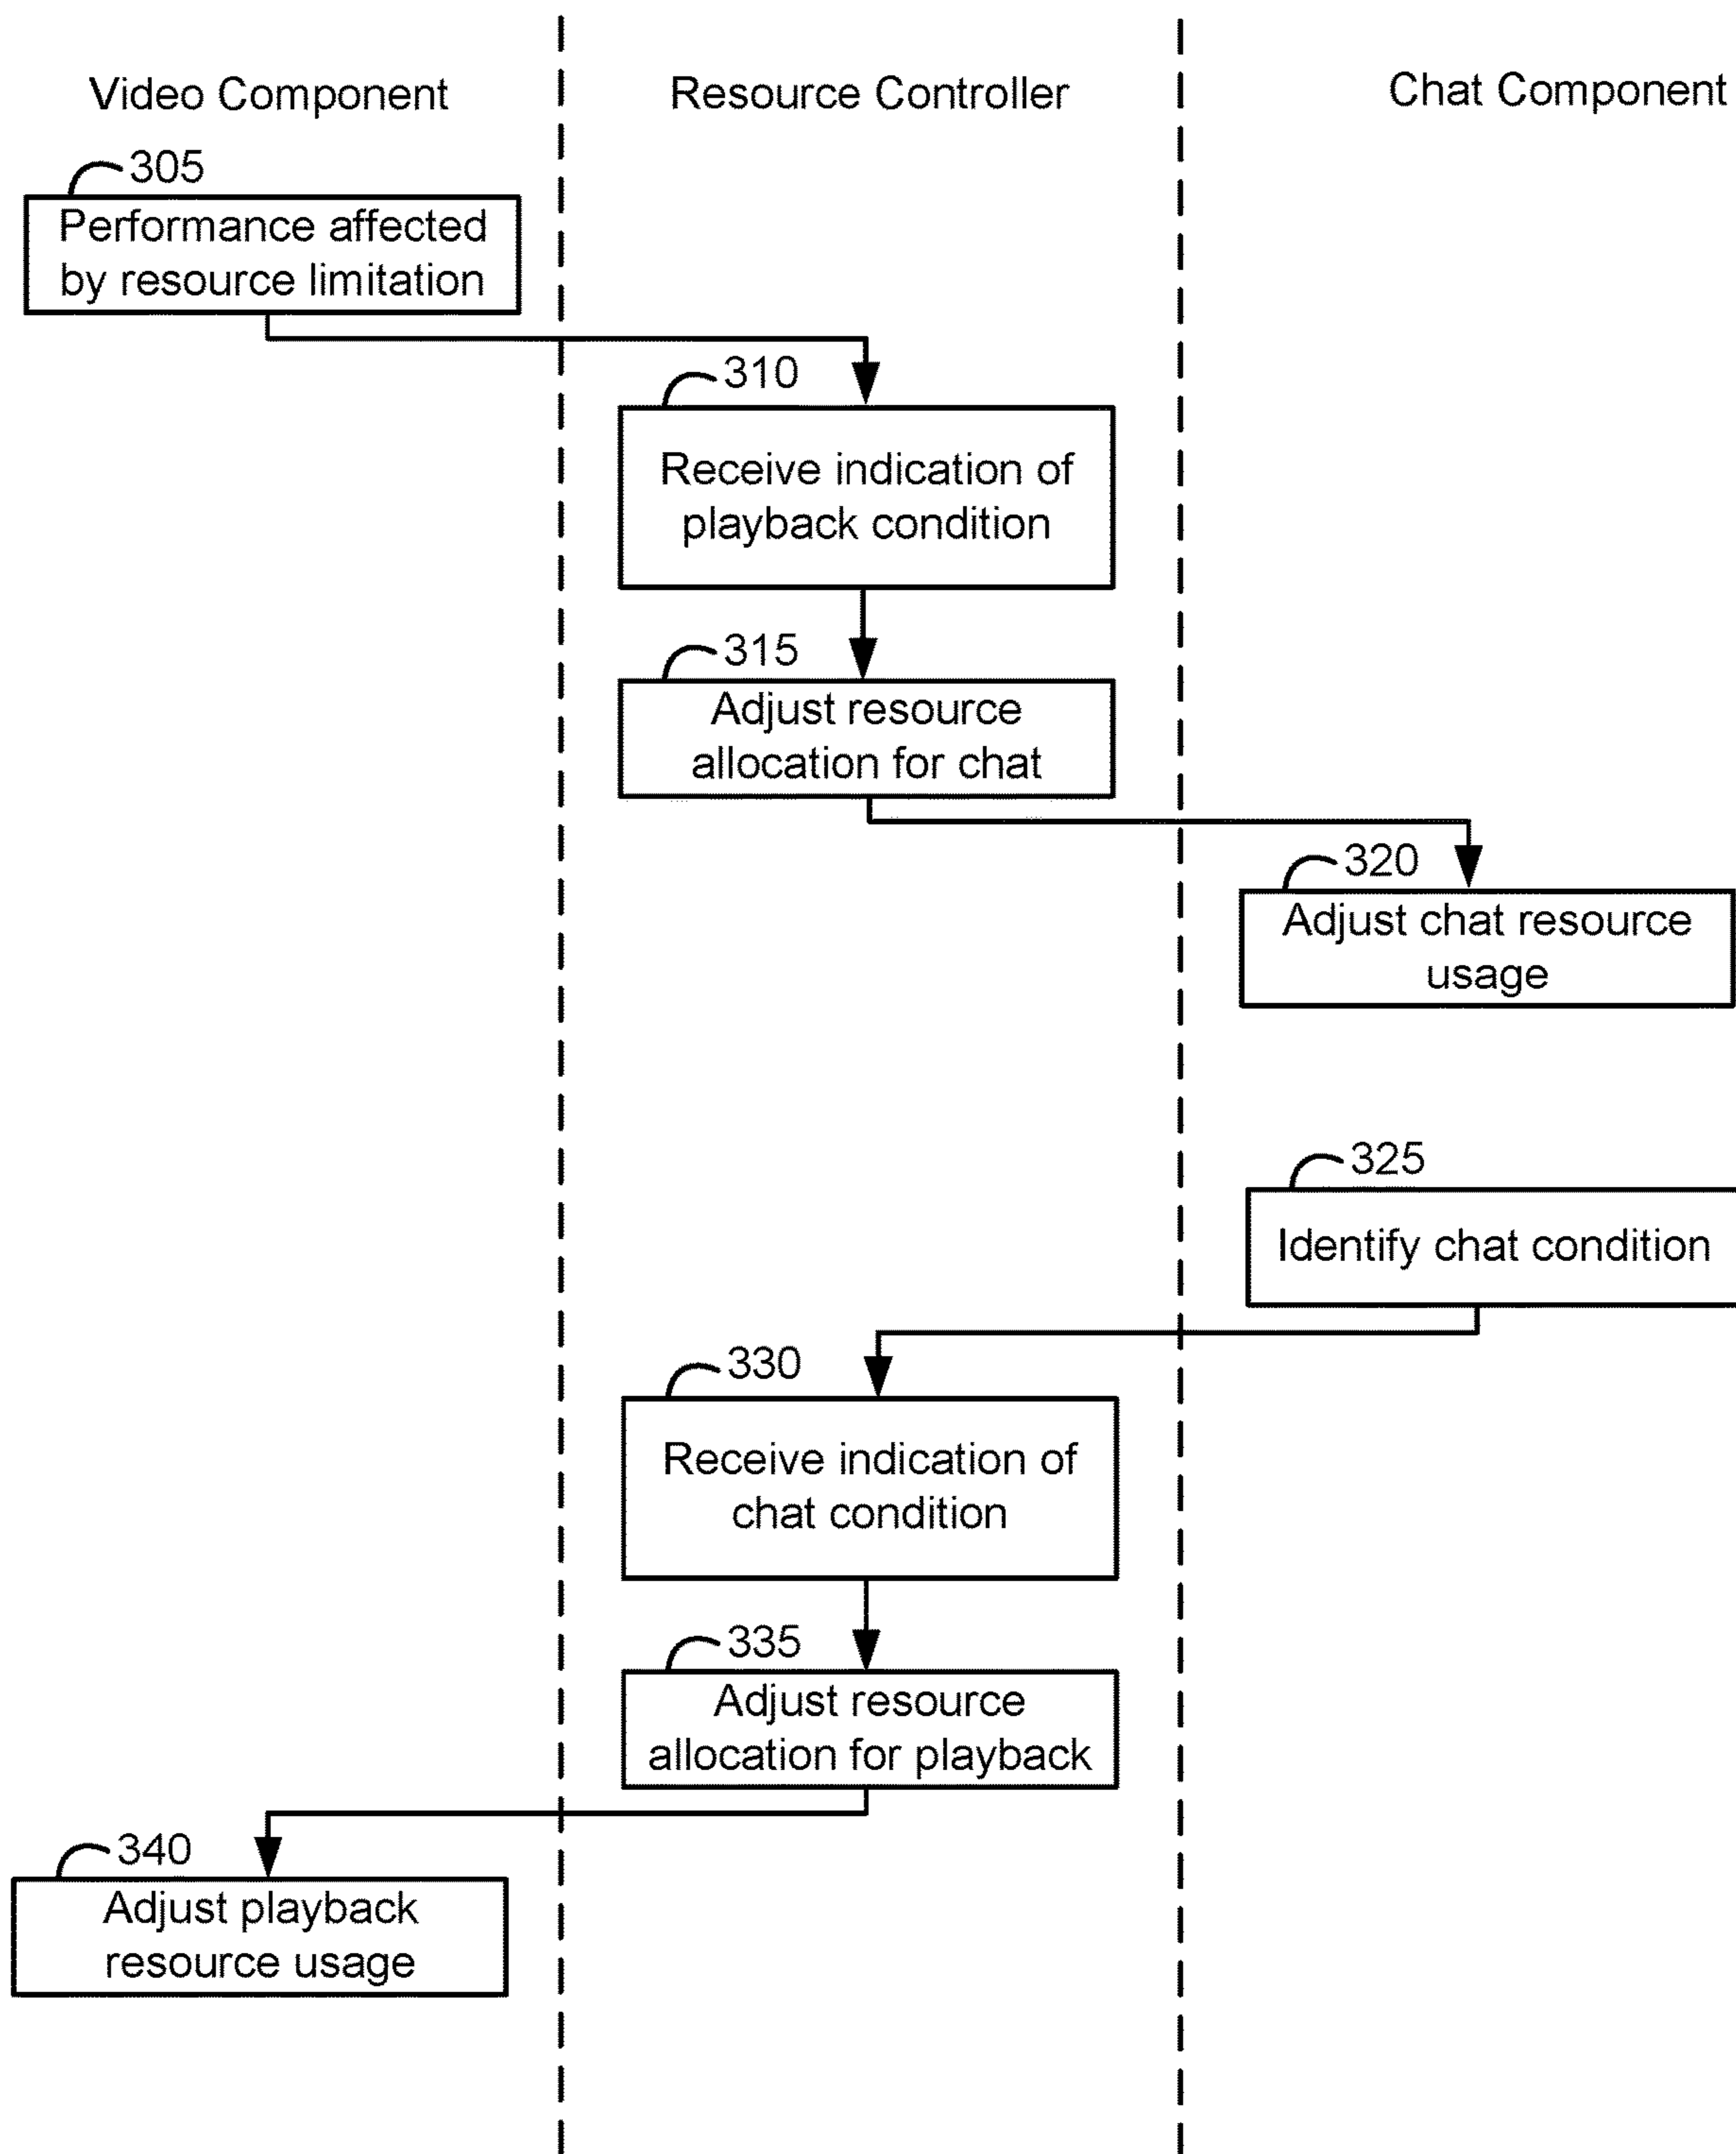 Video Component
Resource Controller
Chat Component
305
Performance affected
by resource limitation
310
Receive indication of
playback condition
315
Adjust resource
allocation for chat
320
Adjust chat resource
usage
325
Identify chat condition
330
Receive indication of
chat condition
335
Adjust resource
allocation for playback
340
Adjust playback
resource usage